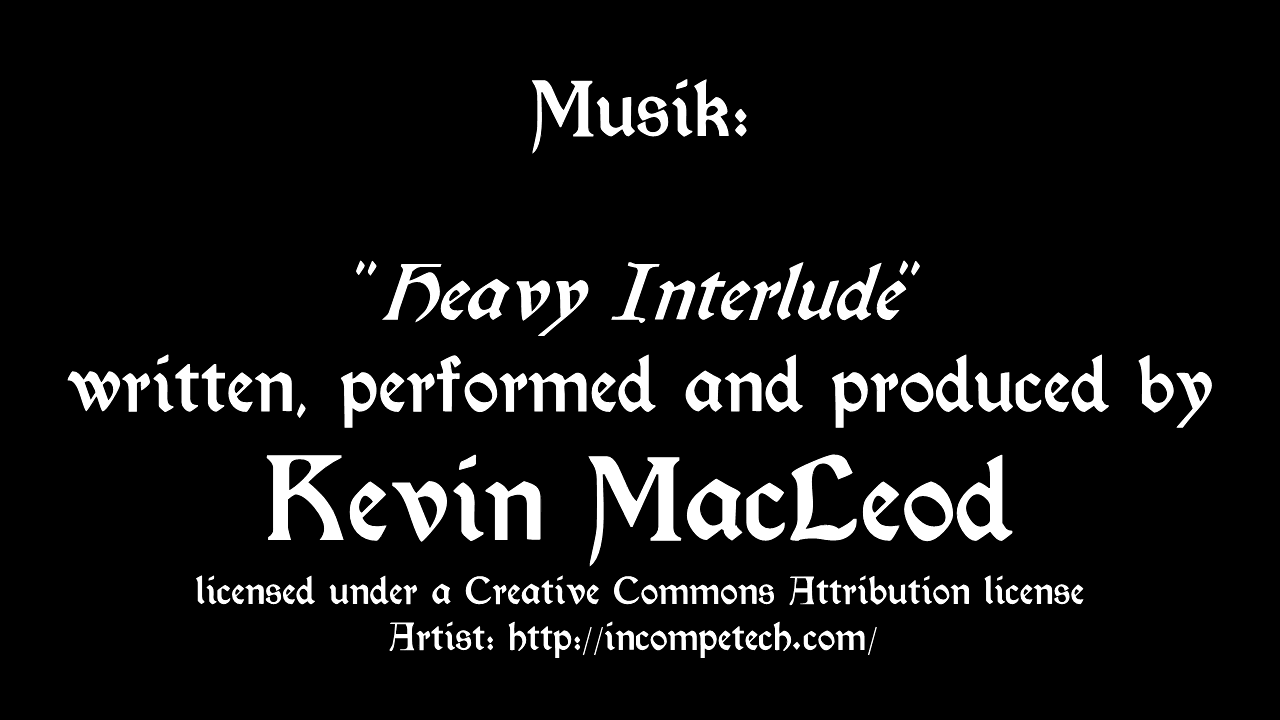 Musik:
"Heavy Interlude"
written, performed and produced by
Kevin MacLeod
licensed under a Creative Commons Attribution license
Artist: http://incompetech.com/